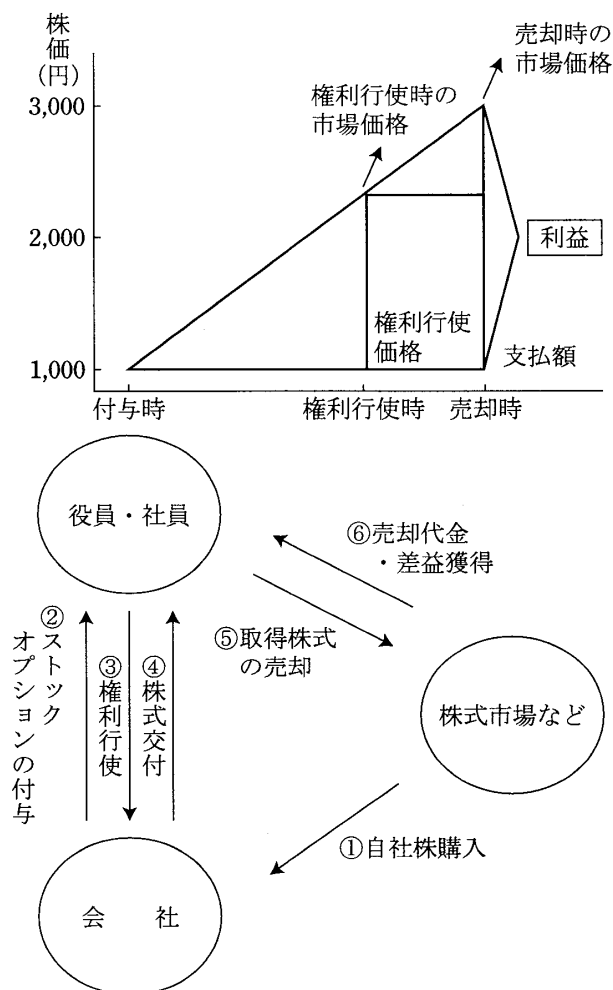 株価(円)
3,000
2,000
1,000
売却時の
市場価格
権利行使時の
市場価格
利益
権利行使
価格
支払額
付与時
権利行使時
売却時
役員・社員
⑥売却代金
・差益獲得
⑤取得株式
の売却
②ストック
オプションの付与
③権利行使
④株式交付
株式市場など
①自社株購入
会社